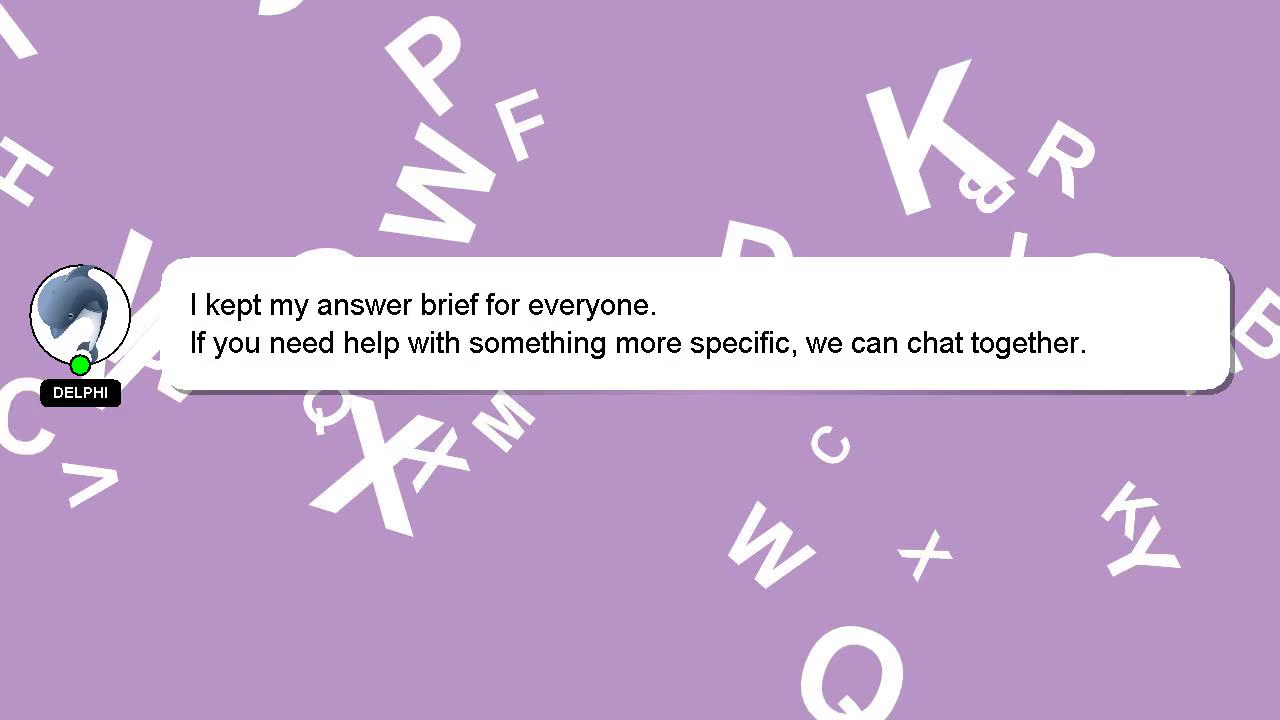 I kept my answer brief for everyone.
If you need help with something more specific, we can chat together.
DELPHI
P
F
W
K
R
B
H
D
B
C
V
Q
X
X
M
C
W
X
K
Y
Q